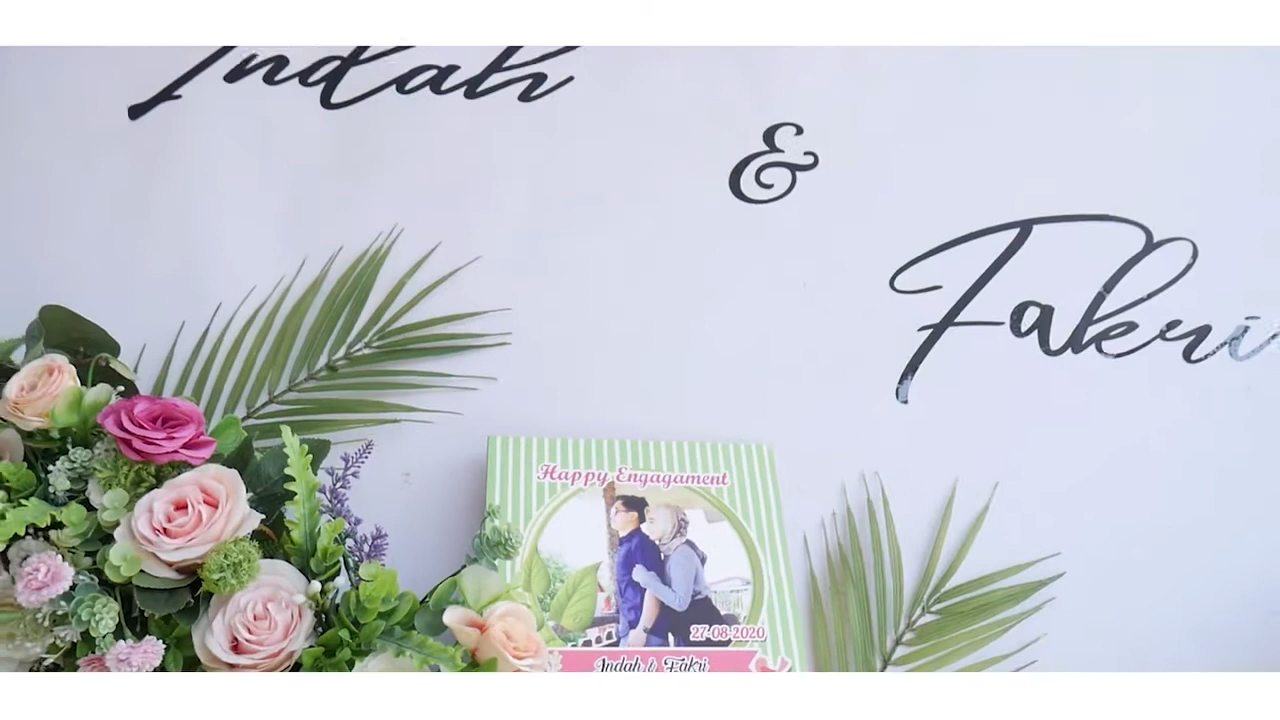 Indah
&
Fakri
Happy Engagament
27-08-2020
Indah & Fakri